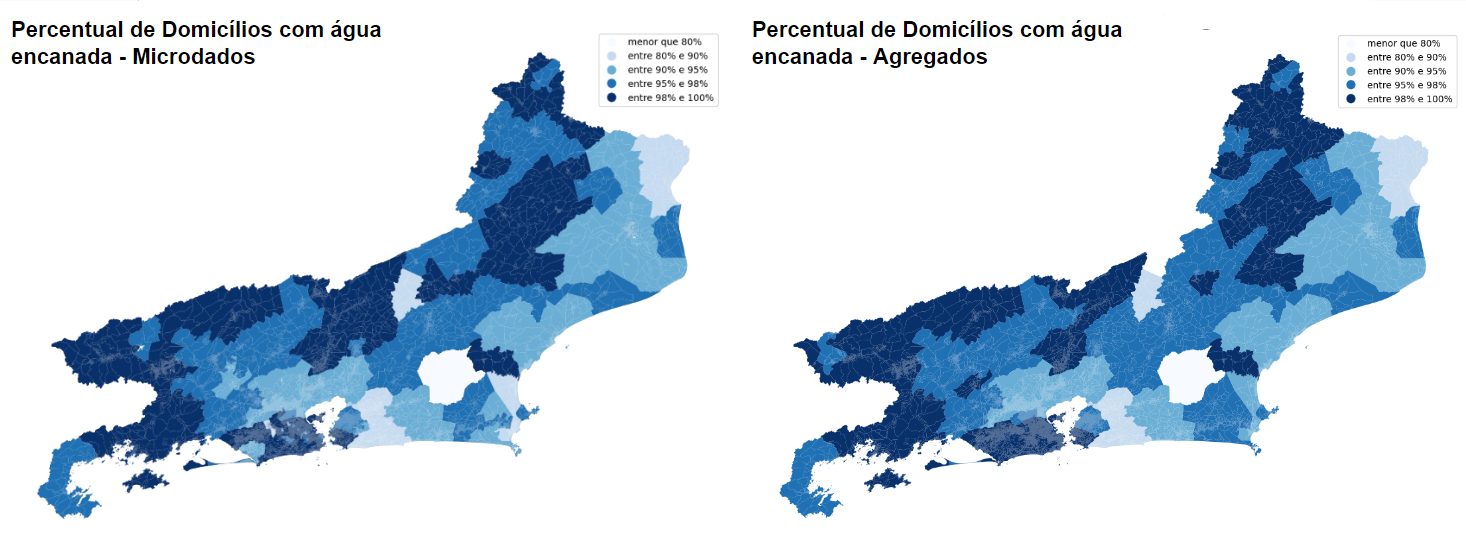 Percentual de Domicílios com água
encanada - Microdados
menor que 80%
entre 80% e 90%
entre 90% e 95%
entre 95% e 98%
entre 98% e 100%
Percentual de Domicílios com água
encanada - Agregados
menor que 80%
entre 80% e 90%
entre 90% e 95%
entre 95% e 98%
entre 98% e 100%